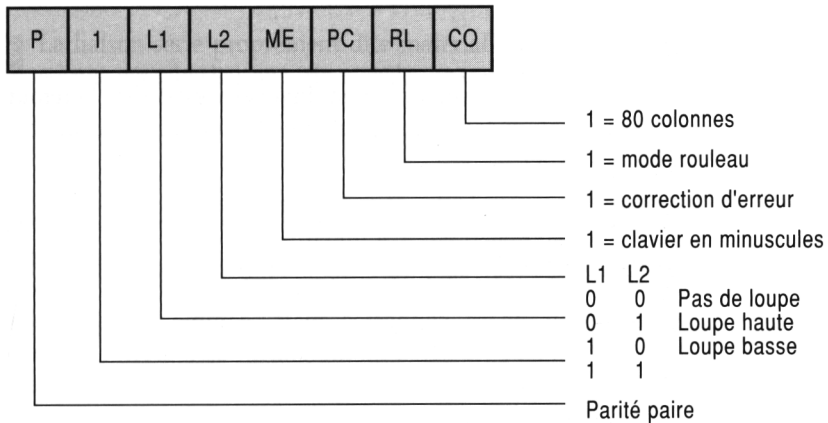 P 1 L1 L2 ME PC RL CO
1 = 80 colonnes
1 = mode rouleau
1 = correction d'erreur
1 = clavier en minuscules
L1 L2
0 0 Pas de loupe
0 1 Loupe haute
1 0 Loupe basse
1 1
Parité paire